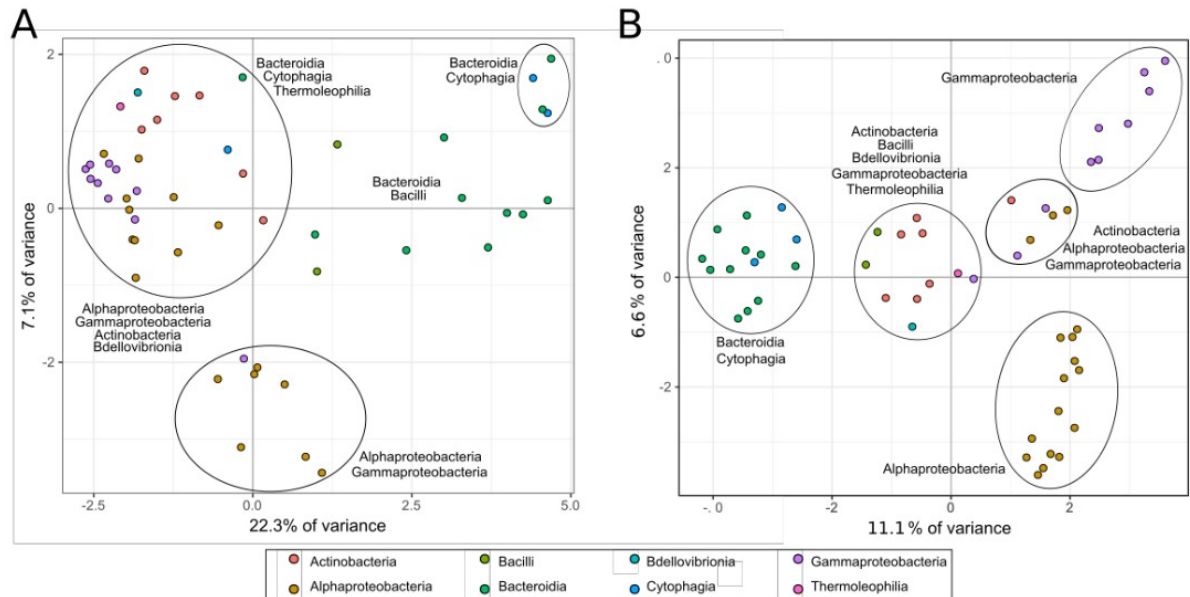 A
B
2
0
-2
7.1% of variance
Bacteroidia
Cytophagia
Thermoleophilia
Bacteroidia
Cytophagia
Bacteroidia
Bacilli
Alphaproteobacteria
Gammaproteobacteria
Actinobacteria
Bdellovibrionia
Alphaproteobacteria
Gammaproteobacteria
-2.5
0
2.5
5.0
22.3% of variance
. 0
2
0
-2
6.6% of variance
Gammaproteobacteria
Actinobacteria
Bacilli
Bdellovibrionia
Gammaproteobacteria
Thermoleophilia
Actinobacteria
Alphaproteobacteria
Gammaproteobacteria
Bacteroidia
Cytophagia
Alphaproteobacteria
-. 0
-2
0
2
11.1% of variance
Actinobacteria Bacilli Bdellovibrionia Gammaproteobacteria
Alphaproteobacteria Bacteroidia Cytophagia Thermoleophilia